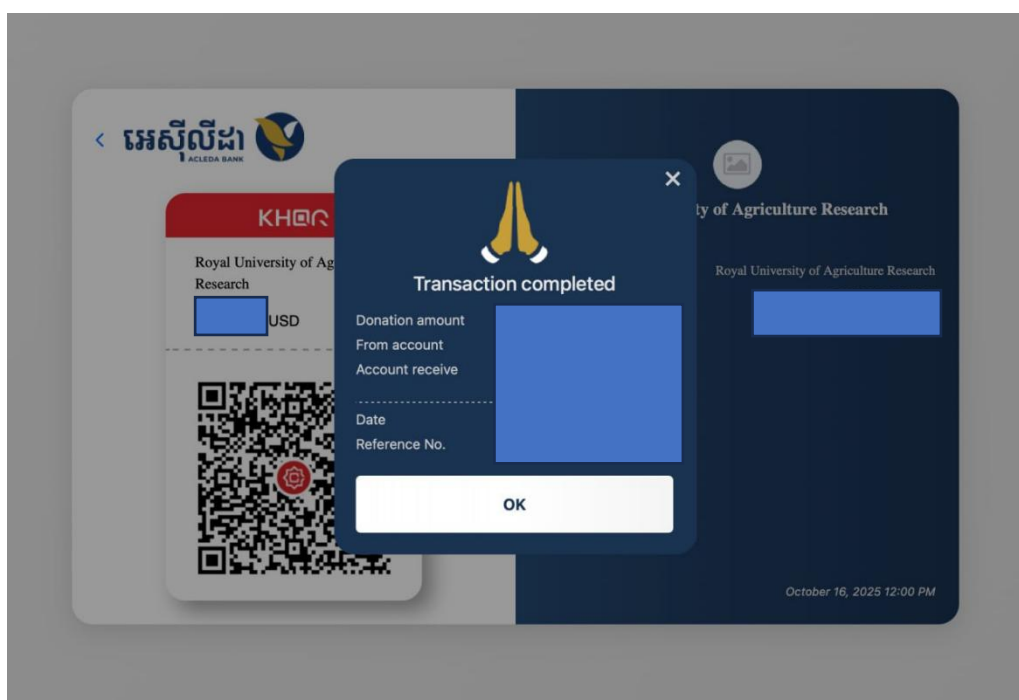 អេស៊ីលីដា
ACLEDA BANK
KHQR
Royal University of Ag
Research
USD
ty of Agriculture Research
Royal University of Agriculture Research
Transaction completed
Donation amount
From account
Account receive
Date
Reference No.
OK
October 16, 2025 12:00 PM